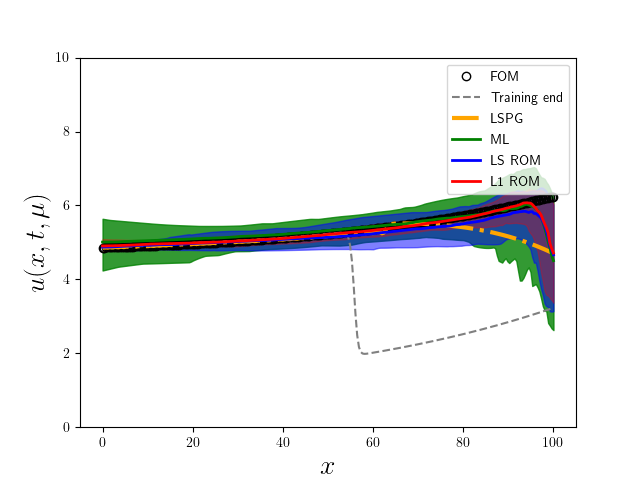 10
8
6
4
2
0
u(x, t, μ)
FOM
Training end
LSPG
ML
LS ROM
L1 ROM
0 20 40 60 80 100
x